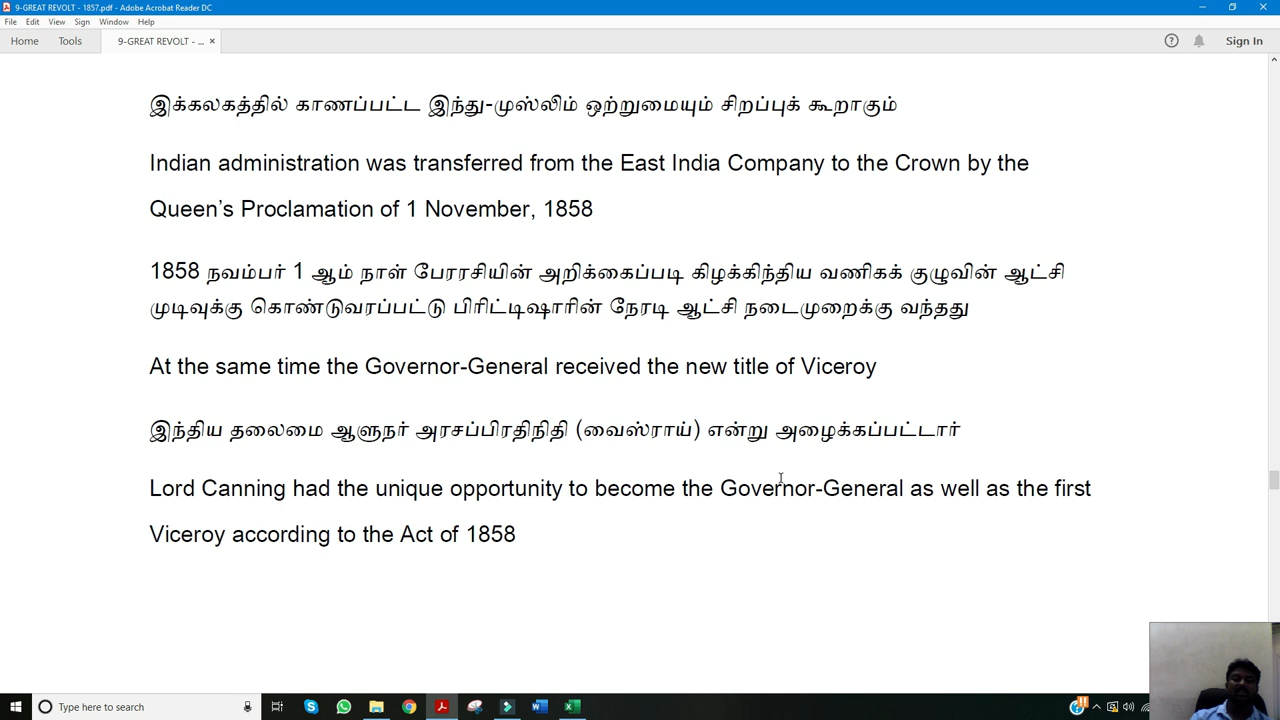 9-GREAT REVOLT - 1857.pdf - Adobe Acrobat Reader DC
File Edit View Sign Window Help
Home Tools 9-GREAT REVOLT - ... × Sign In
இக்கலகத்தில் காணப்பட்ட இந்து-முஸ்லிம் ஒற்றுமையும் சிறப்புக் கூறாகும்
Indian administration was transferred from the East India Company to the Crown by the
Queen’s Proclamation of 1 November, 1858
1858 நவம்பர் 1 ஆம் நாள் பேரரசியின் அறிக்கைப்படி கிழக்கிந்திய வணிகக் குழுவின் ஆட்சி
முடிவுக்கு கொண்டுவரப்பட்டு பிரிட்டிஷாரின் நேரடி ஆட்சி நடைமுறைக்கு வந்தது
At the same time the Governor-General received the new title of Viceroy
இந்திய தலைமை ஆளுநர் அரசப்பிரதிநிதி (வைஸ்ராய்) என்று அழைக்கப்பட்டார்
Lord Canning had the unique opportunity to become the Governor-General as well as the first
Viceroy according to the Act of 1858
Type here to search